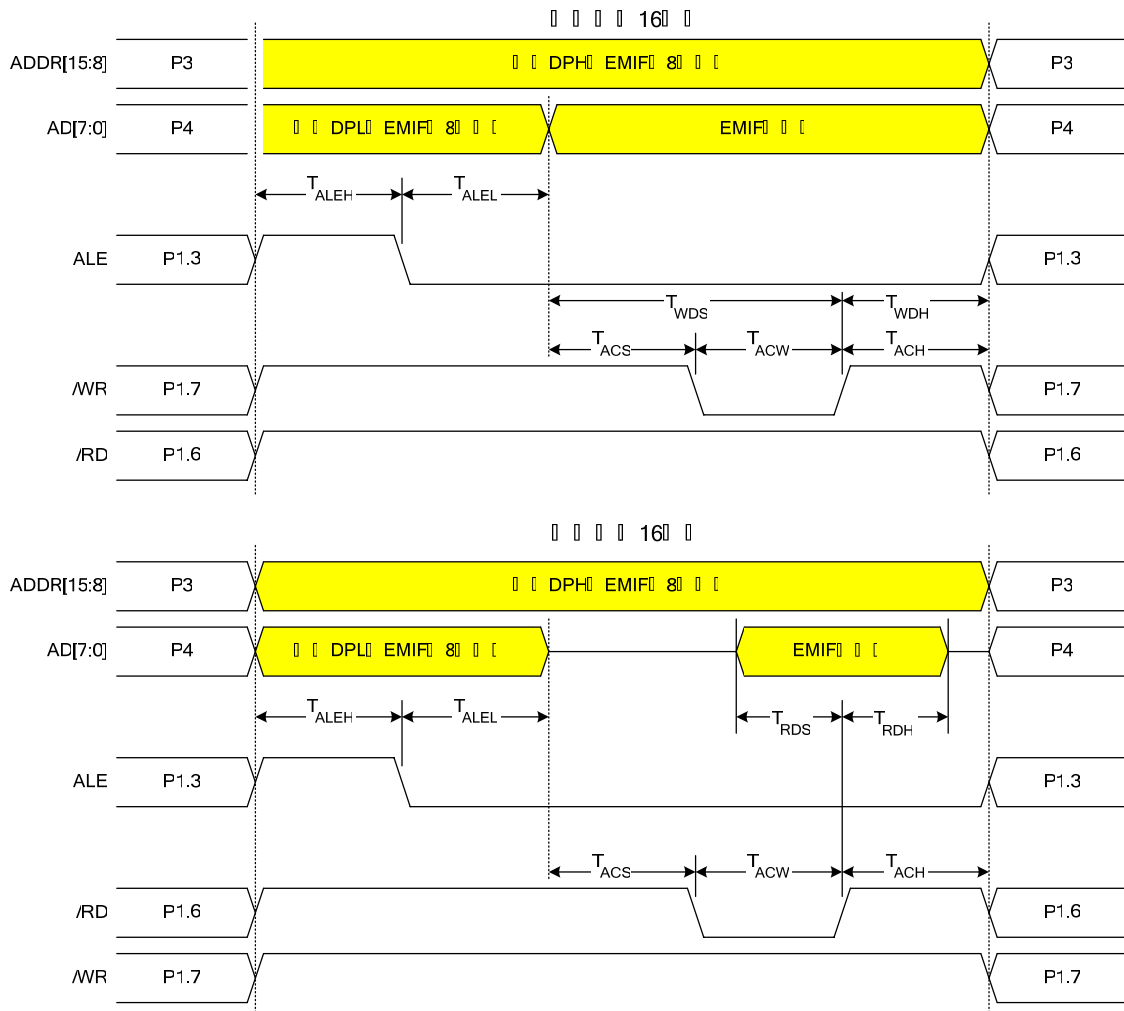 16
ADDR[15:8] P3 DPH EMIF 8 P3
AD[7:0] P4 DPL EMIF 8 EMIF P4
TALEH TALEL
ALE P1.3 P1.3
TWDS TWDH
TACS TACW TACH
/WR P1.7 P1.7
/RD P1.6 P1.6
16
ADDR[15:8] P3 DPH EMIF 8 P3
AD[7:0] P4 DPL EMIF 8 EMIF P4
TALEH TALEL TRDS TRDH
ALE P1.3 P1.3
TACS TACW TACH
/RD P1.6 P1.6
/WR P1.7 P1.7